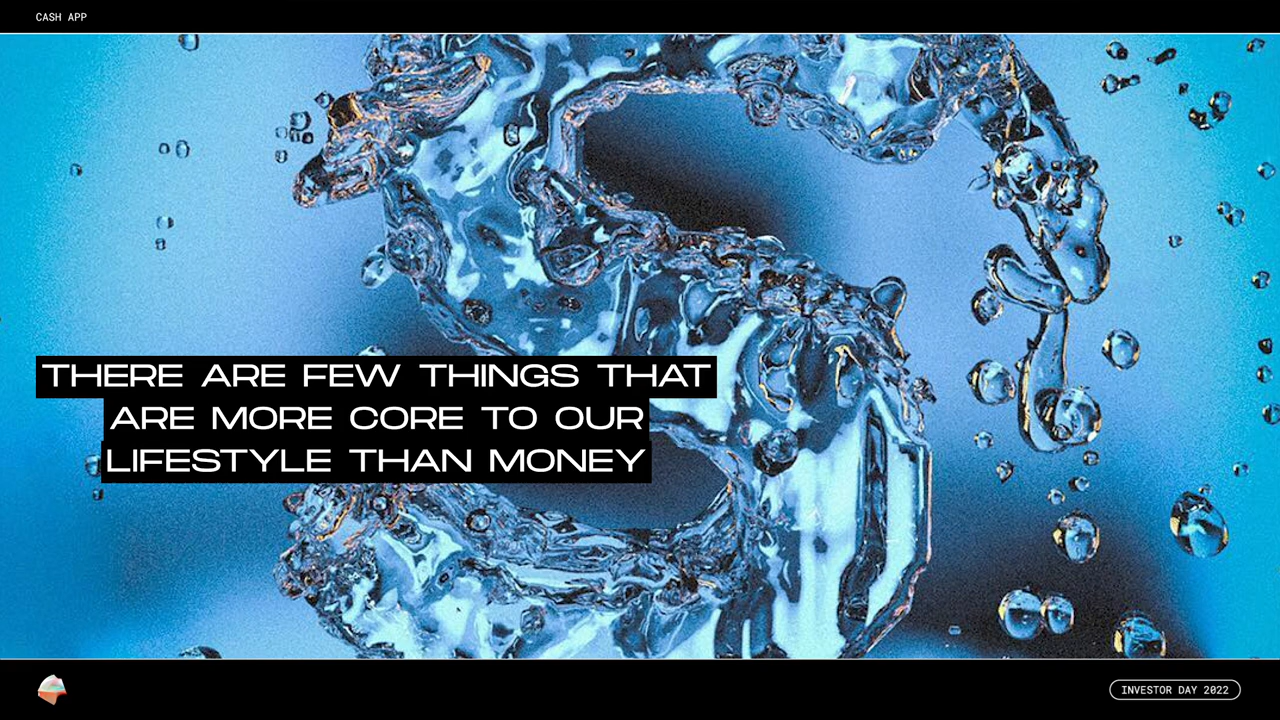 CASH APP
THERE ARE FEW THINGS THAT
ARE MORE CORE TO OUR
LIFESTYLE THAN MONEY
INVESTOR DAY 2022